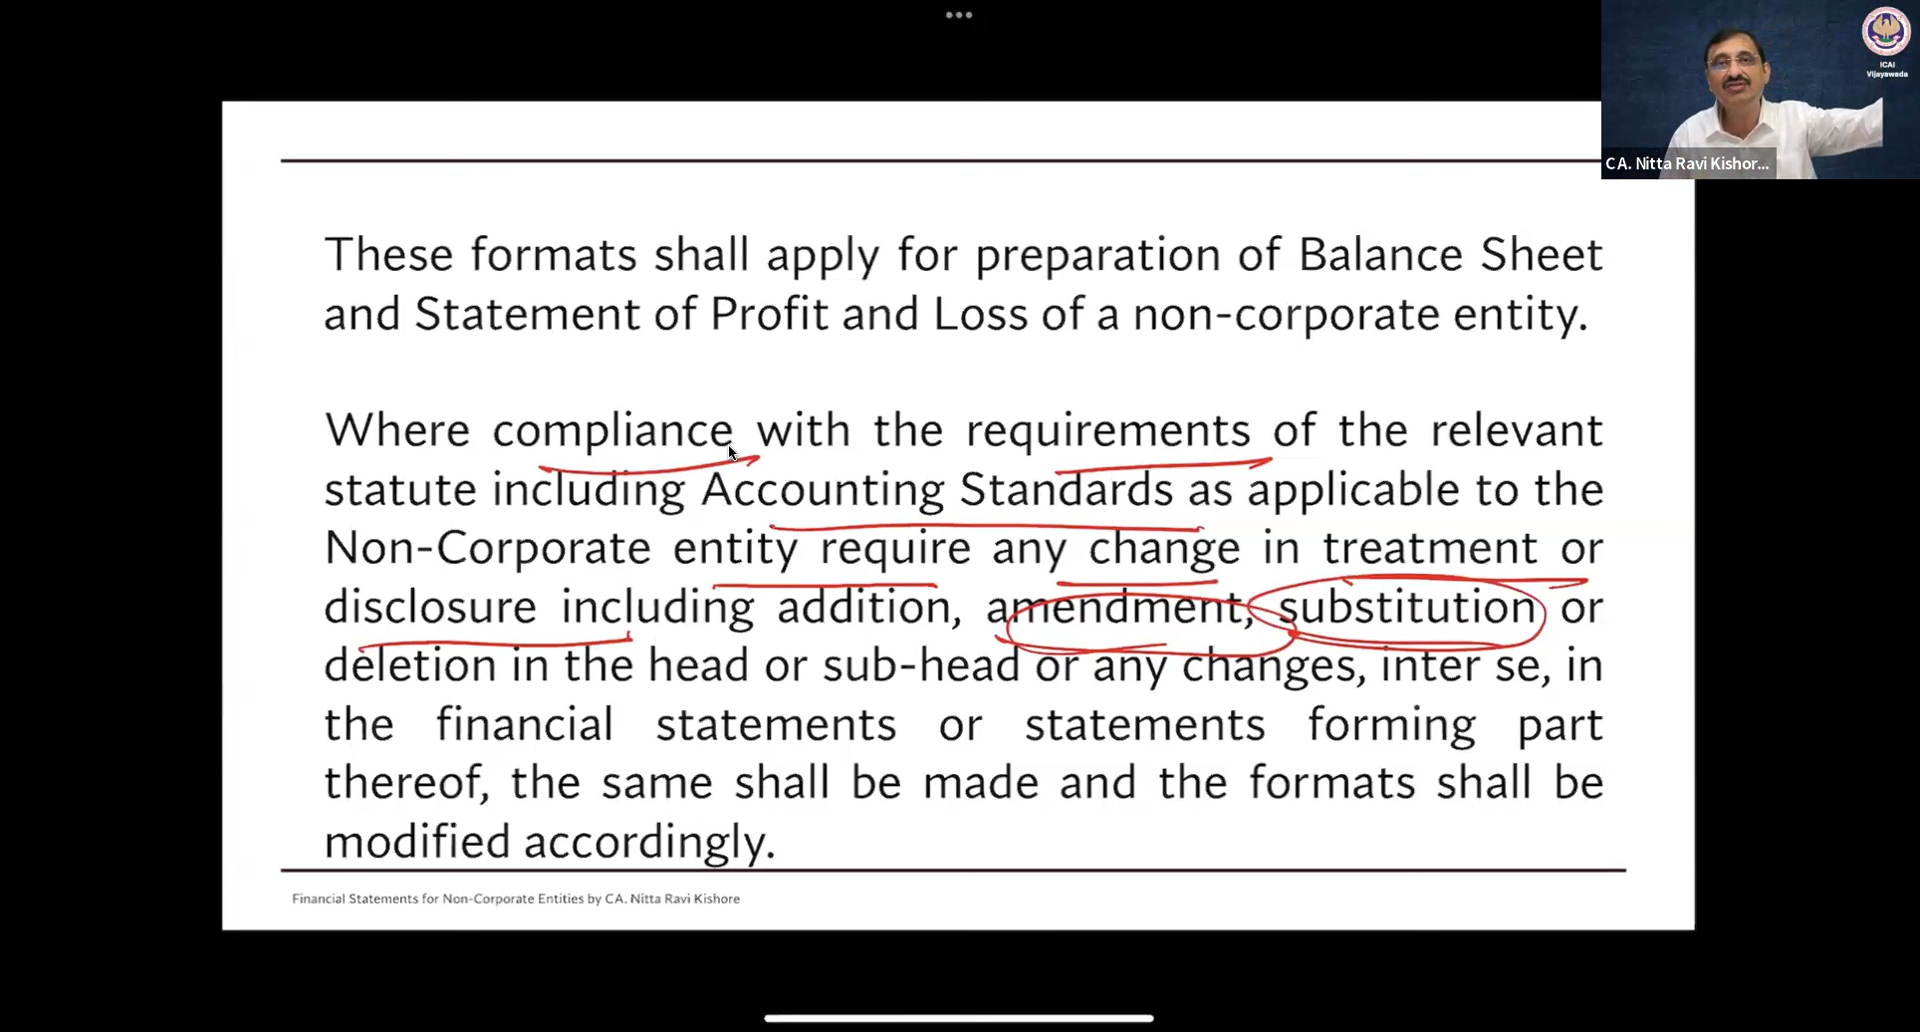 ICAI
Vijayawada
CA. Nitta Ravi Kishor...
These formats shall apply for preparation of Balance Sheet
and Statement of Profit and Loss of a non-corporate entity.
Where compliance with the requirements of the relevant
statute including Accounting Standards as applicable to the
Non-Corporate entity require any change in treatment or
disclosure including addition, amendment, substitution or
deletion in the head or sub-head or any changes, inter se, in
the financial statements or statements forming part
thereof, the same shall be made and the formats shall be
modified accordingly.
Financial Statements for Non-Corporate Entities by CA. Nitta Ravi Kishore